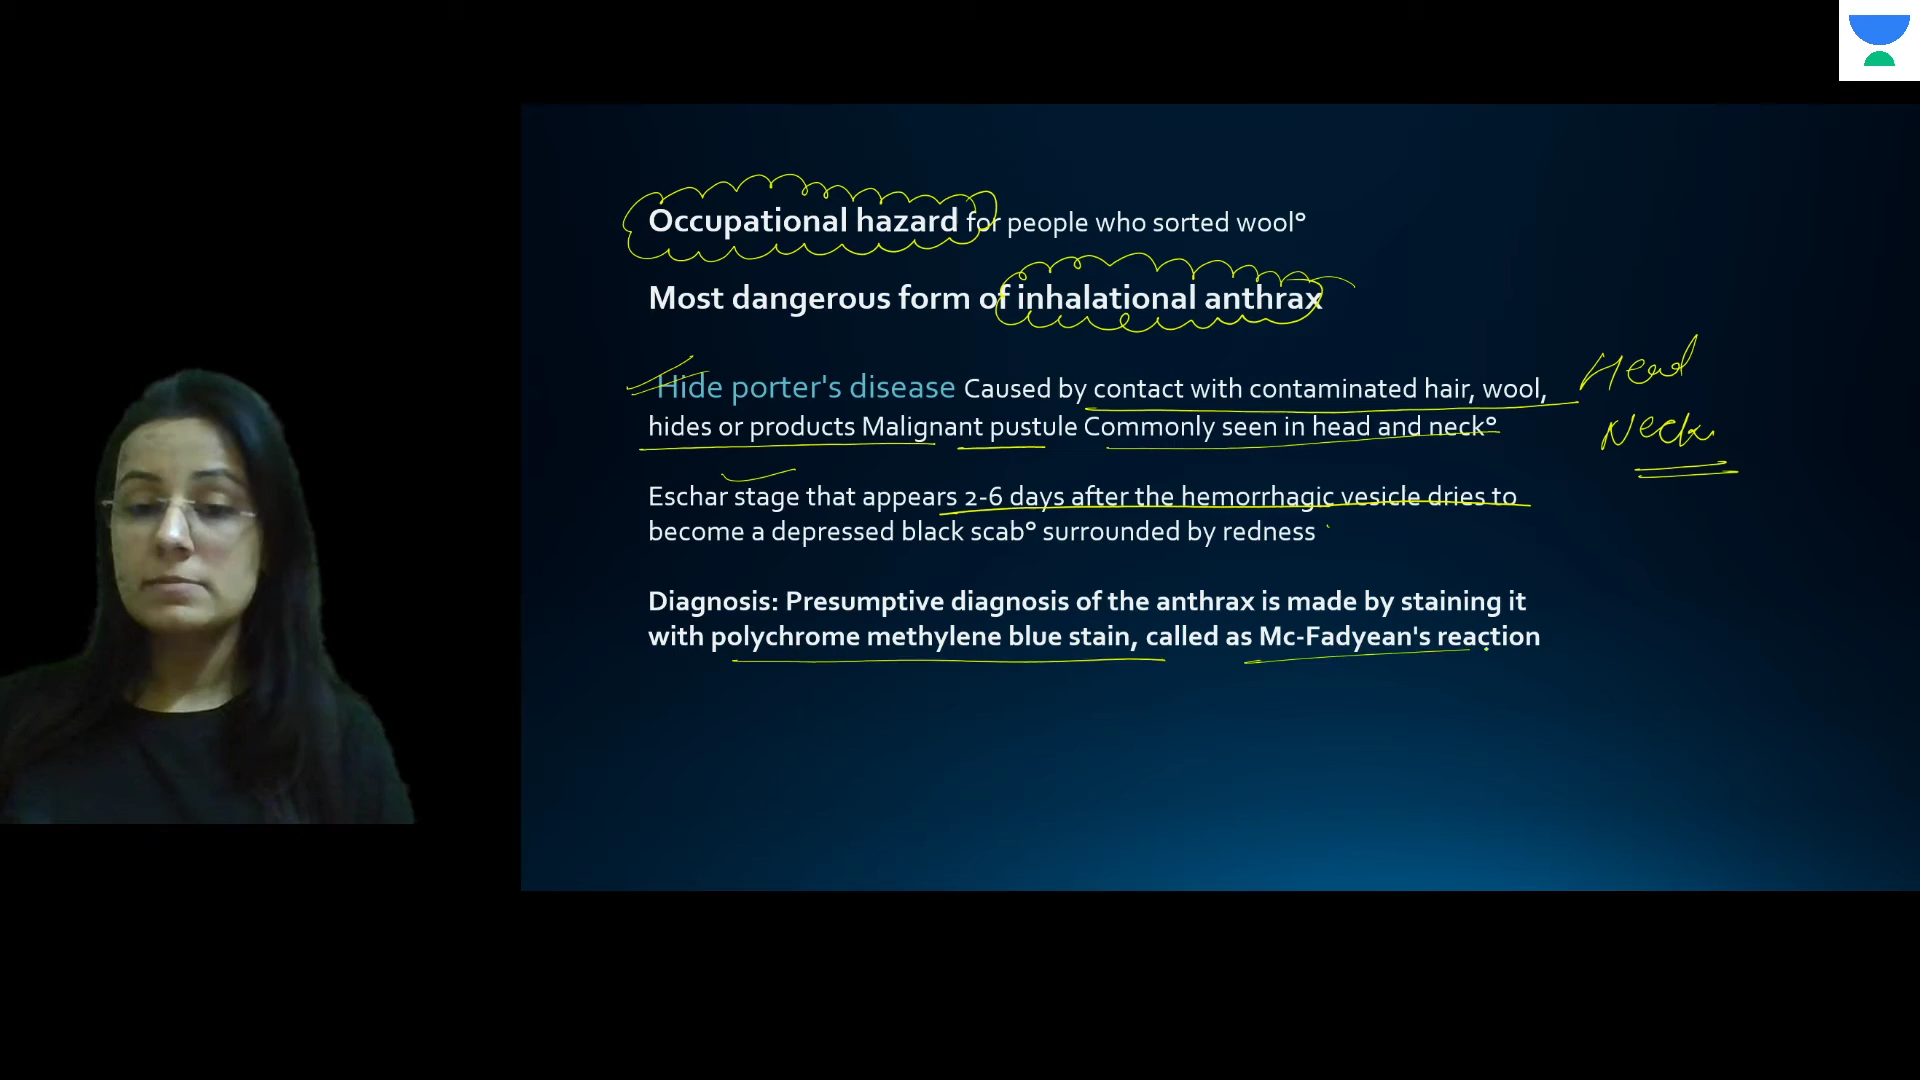 Occupational hazard for people who sorted wool°
Most dangerous form of inhalational anthrax
Hide porter's disease Caused by contact with contaminated hair, wool,
hides or products Malignant pustule Commonly seen in head and neck°
Head
Neck
Eschar stage that appears 2-6 days after the hemorrhagic vesicle dries to
become a depressed black scab° surrounded by redness
Diagnosis: Presumptive diagnosis of the anthrax is made by staining it
with polychrome methylene blue stain, called as Mc-Fadyean's reaction